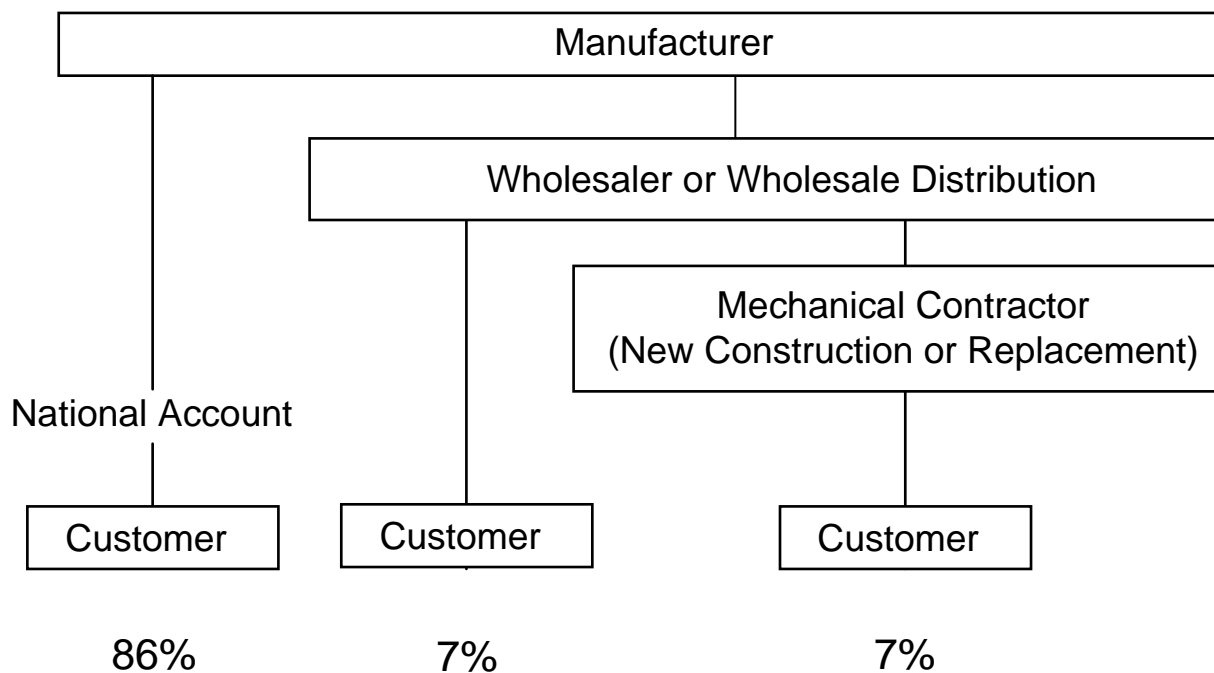 Manufacturer
Wholesaler or Wholesale Distribution
Mechanical Contractor
(New Construction or Replacement)
National Account
Customer
Customer
Customer
86%
7%
7%